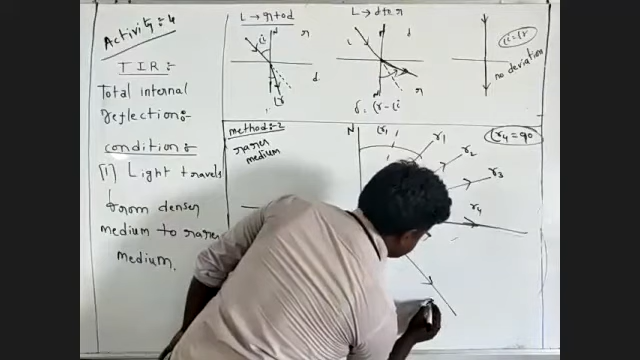 Activity:-4
TIR:-
Total internal
reflection:-
condition:-
(1) Light travels
from denser
medium to rarer
medium.
L → r to d
N
r
i
d
L → d to r
i
d
N
r
no deviation
method:-2
rarer
medium
N
r1
r2
r3
r4
r4 = 90